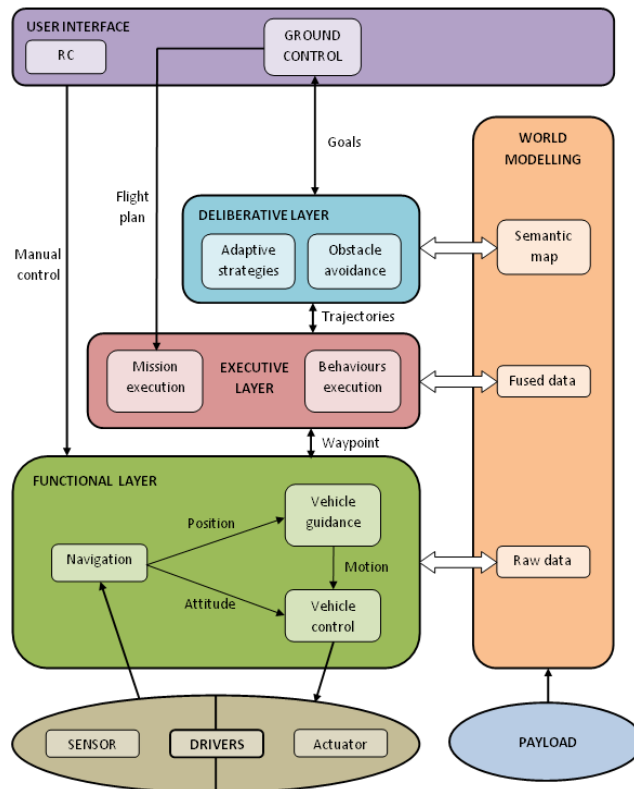 USER INTERFACE
RC
GROUND
CONTROL
Goals
Flight
plan
Manual
control
WORLD
MODELLING
DELIBERATIVE LAYER
Adaptive
strategies
Obstacle
avoidance
Semantic
map
Trajectories
Mission
execution
EXECUTIVE
LAYER
Behaviours
execution
Fused data
Waypoint
FUNCTIONAL LAYER
Vehicle
guidance
Position
Navigation
Motion
Raw data
Attitude
Vehicle
control
SENSOR
DRIVERS
Actuator
PAYLOAD